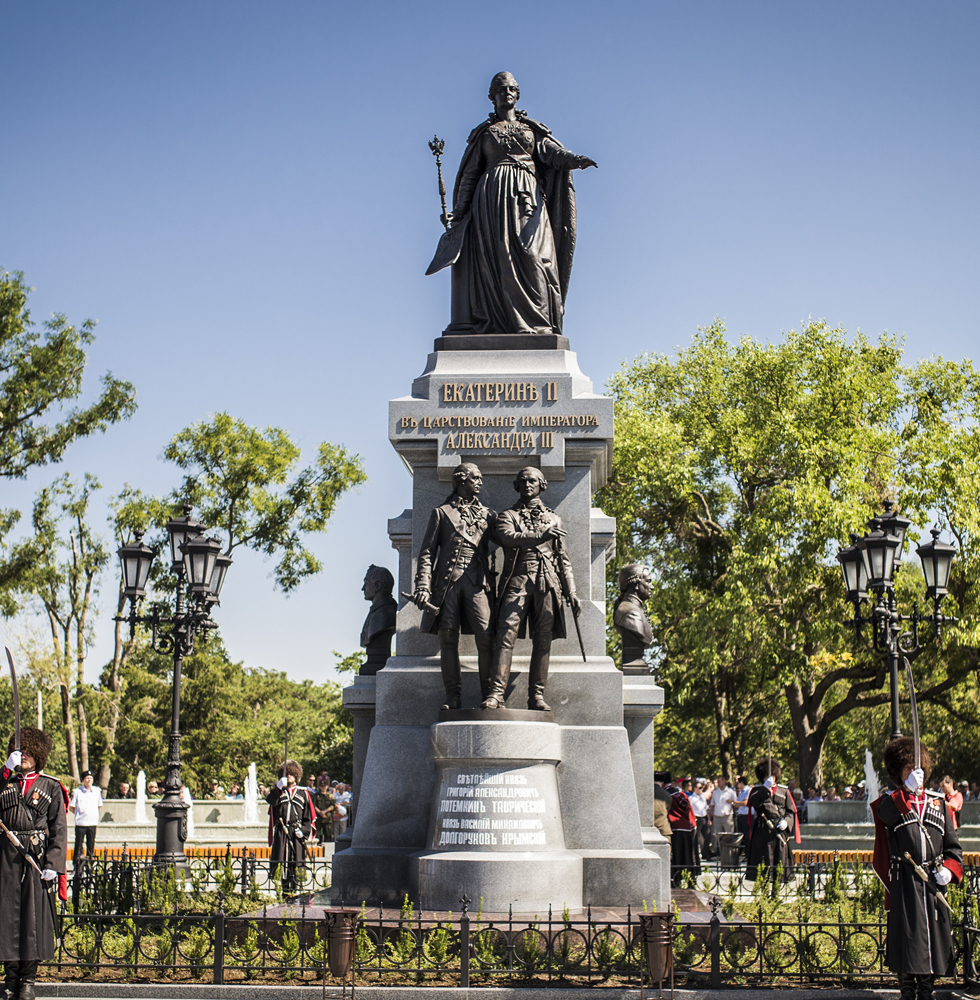 ЕКАТЕРИНѢ II
ВЪ ЦАРСТВОВАНІЕ ИМПЕРАТОРА
АЛЕКСАНДРА III
СВѢТЛѢЙШІЙ КНЯЗЬ
ГРИГОРІЙ АЛЕКСАНДРОВИЧЪ
ПОТЕМКИНЪ ТАВРИЧЕСКІЙ
КНЯЗЬ ВАСИЛІЙ МИХАЙЛОВИЧЪ
ДОЛГОРУКОВЪ КРЫМСКІЙ